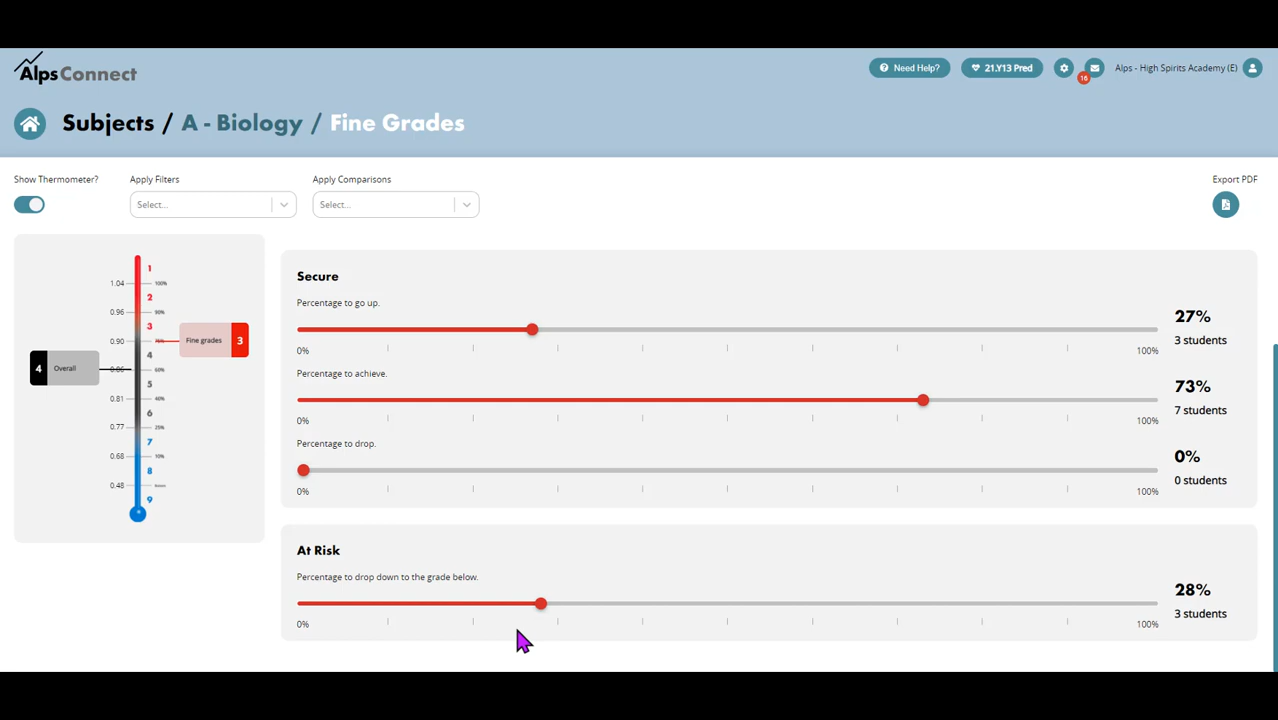 AlpsConnect
Need Help?
21.Y13 Pred
16
Alps - High Spirits Academy (E)
Subjects / A - Biology / Fine Grades
Show Thermometer?
Apply Filters
Apply Comparisons
Export PDF
Select...
Select...
1
1.04
100%
2
0.96
90%
3
0.90
75%
Fine grades
3
4
4
Overall
0.86
60%
5
0.81
40%
6
0.77
25%
7
0.68
10%
8
0.48
9
Secure
Percentage to go up.
27%
3 students
0%
100%
Percentage to achieve.
73%
7 students
0%
100%
Percentage to drop.
0%
0 students
0%
100%
At Risk
Percentage to drop down to the grade below.
28%
3 students
0%
100%